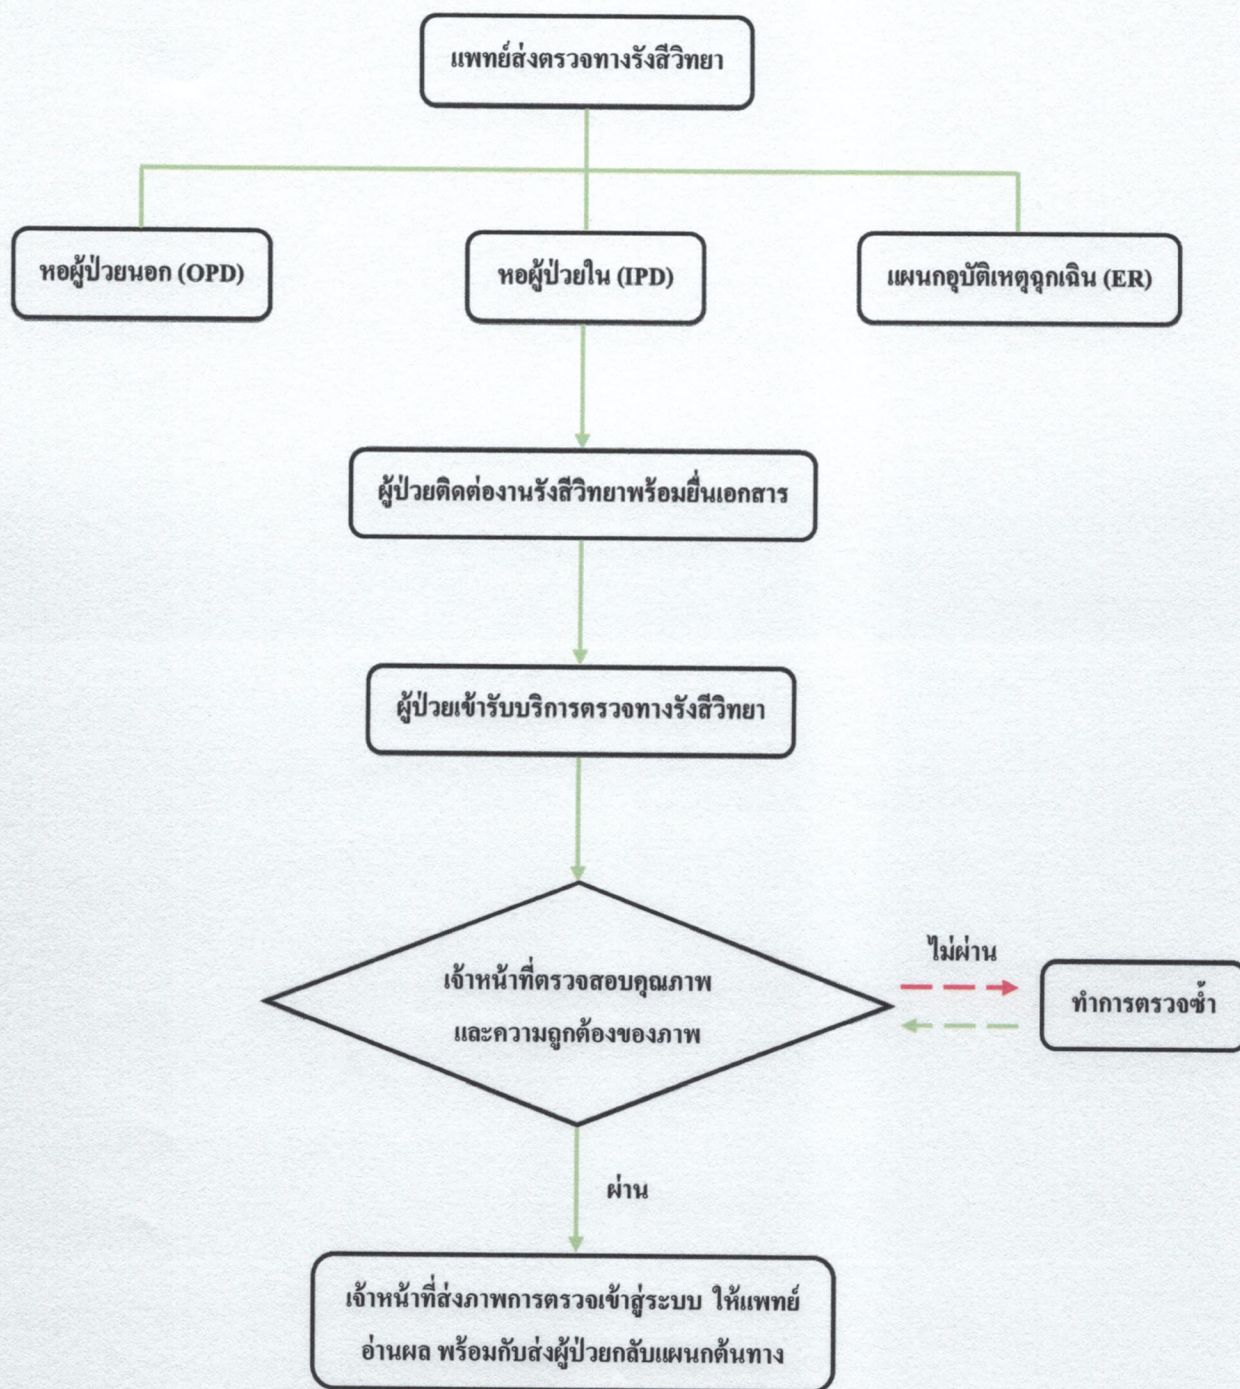 แพทย์ส่งตรวจทางรังสีวิทยา
หอผู้ป่วยนอก (OPD)
หอผู้ป่วยใน (IPD)
แผนกอุบัติเหตุฉุกเฉิน (ER)
ผู้ป่วยติดต่องานรังสีวิทยาพร้อมยื่นเอกสาร
ผู้ป่วยเข้ารับบริการตรวจทางรังสีวิทยา
เจ้าหน้าที่ตรวจสอบคุณภาพ
และความถูกต้องของภาพ
ไม่ผ่าน
ทำการตรวจซ้ำ
ผ่าน
เจ้าหน้าที่ส่งภาพการตรวจเข้าสู่ระบบ ให้แพทย์
อ่านผล พร้อมกับส่งผู้ป่วยกลับแผนกต้นทาง